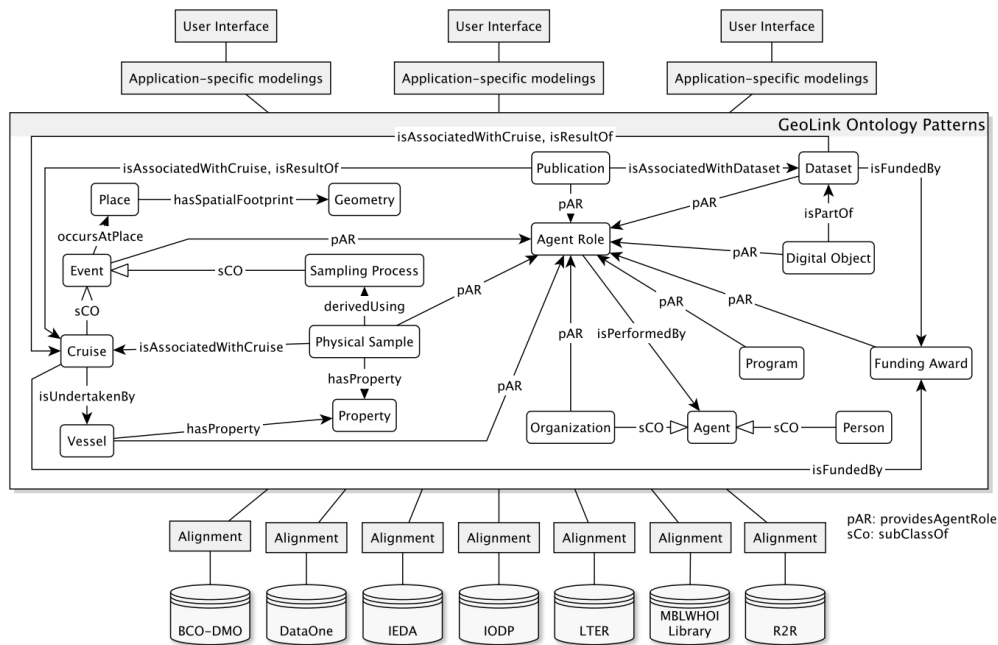 User Interface
User Interface
User Interface
Application-specific modelings
Application-specific modelings
Application-specific modelings
GeoLink Ontology Patterns
isAssociatedWithCruise, isResultOf
isAssociatedWithCruise, isResultOf
Publication
isAssociatedWithDataset
Dataset
isFundedBy
Place
hasSpatialFootprint
Geometry
pAR
pAR
isPartOf
occursAtPlace
pAR
Agent Role
pAR
Digital Object
Event
sCO
Sampling Process
sCO
derivedUsing
pAR
pAR
pAR
Physical Sample
pAR
isPerformedBy
Cruise
isAssociatedWithCruise
Program
Funding Award
hasProperty
pAR
isUndertakenBy
Property
Vessel
hasProperty
Organization
sCO
Agent
sCO
Person
isFundedBy
Alignment
Alignment
Alignment
Alignment
Alignment
Alignment
Alignment
pAR: providesAgentRole
sCo: subClassOf
BCO-DMO
DataOne
IEDA
IODP
LTER
MBLWHOI
Library
R2R